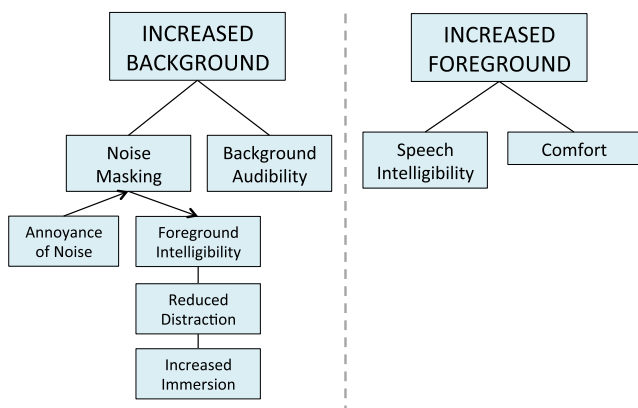 INCREASED
BACKGROUND
INCREASED
FOREGROUND
Noise
Masking
Background
Audibility
Speech
Intelligibility
Comfort
Annoyance
of Noise
Foreground
Intelligibility
Reduced
Distraction
Increased
Immersion